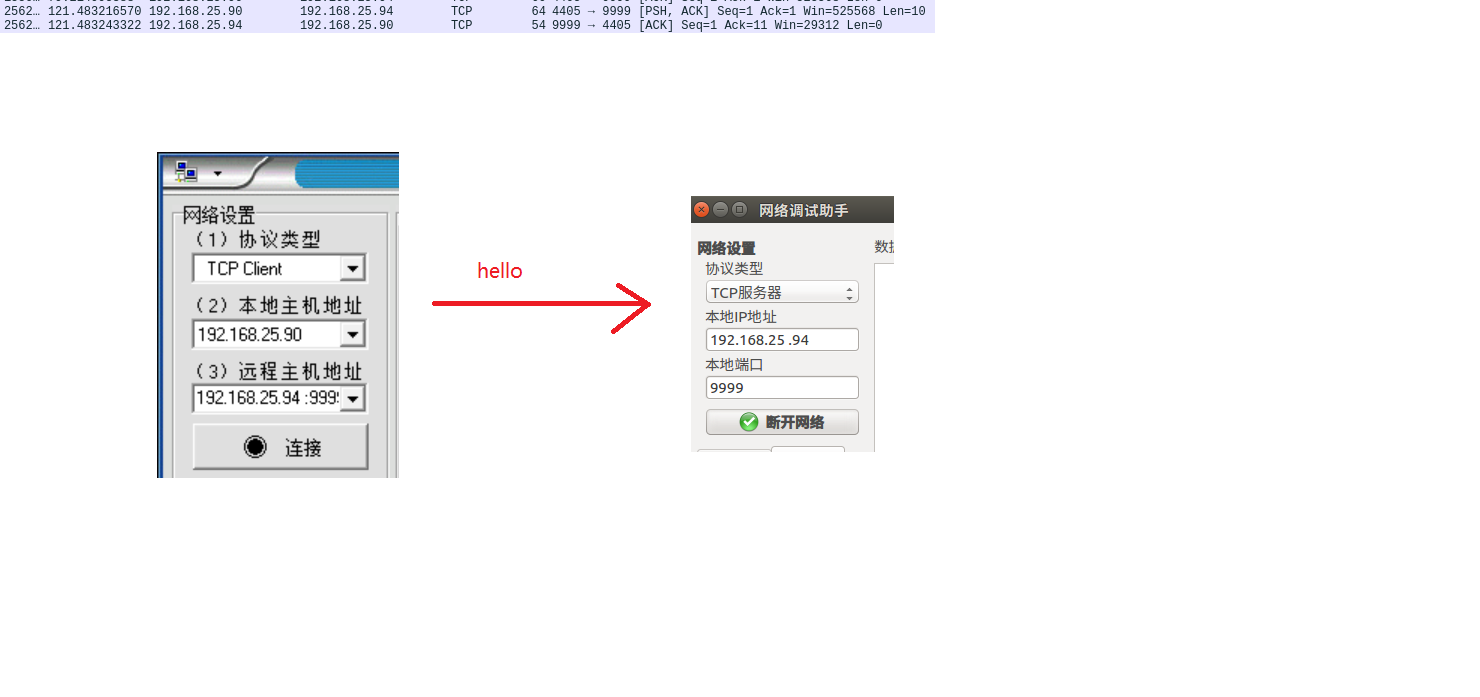 2562… 121.483216570 192.168.25.90 192.168.25.94 TCP 64 4405 → 9999 [PSH, ACK] Seq=1 Ack=1 Win=525568 Len=10
2562… 121.483243322 192.168.25.94 192.168.25.90 TCP 54 9999 → 4405 [ACK] Seq=1 Ack=11 Win=29312 Len=0
网络设置
（1）协议类型
TCP Client
（2）本地主机地址
192.168.25.90
（3）远程主机地址
192.168.25.94 :999
连接
hello
网络调试助手
网络设置
数据
协议类型
TCP服务器
本地IP地址
192.168.25 .94
本地端口
9999
断开网络